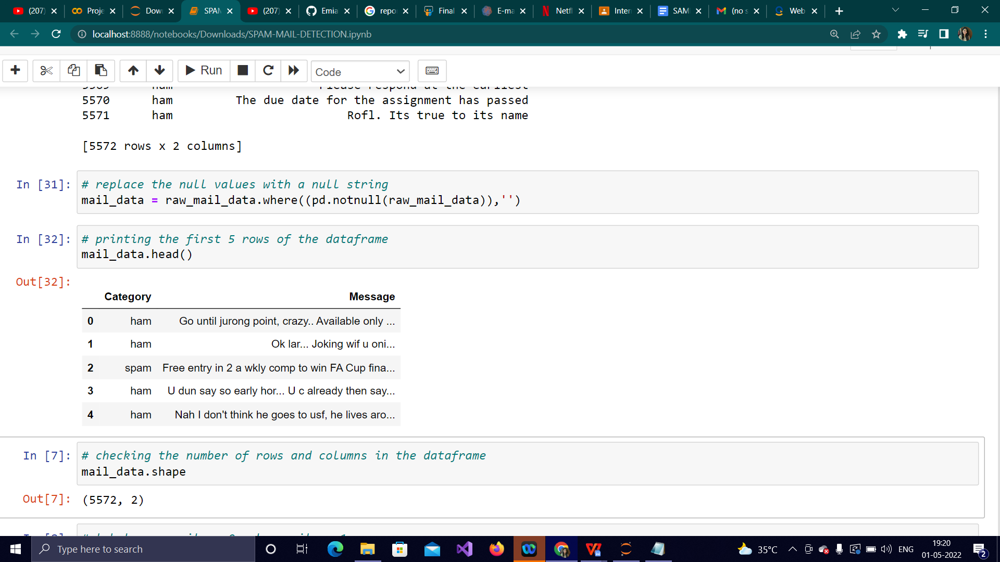 (207)
Proje
Dow
SPAM
(207)
Emia
repo
Final
E-ma
Netfl
Inter
SAM
(no s
Web
localhost:8888/notebooks/Downloads/SPAM-MAIL-DETECTION.ipynb
Run
Code
5569 ham Please respond at the earliest
5570 ham The due date for the assignment has passed
5571 ham Rofl. Its true to its name
[5572 rows x 2 columns]
In [31]:
# replace the null values with a null string
mail_data = raw_mail_data.where((pd.notnull(raw_mail_data)),'')
In [32]:
# printing the first 5 rows of the dataframe
mail_data.head()
Out[32]:
Category Message
0 ham Go until jurong point, crazy.. Available only ...
1 ham Ok lar... Joking wif u oni...
2 spam Free entry in 2 a wkly comp to win FA Cup fina...
3 ham U dun say so early hor... U c already then say...
4 ham Nah I don't think he goes to usf, he lives aro...
In [7]:
# checking the number of rows and columns in the dataframe
mail_data.shape
Out[7]: (5572, 2)
Type here to search
35°C
ENG
19:20
01-05-2022
2